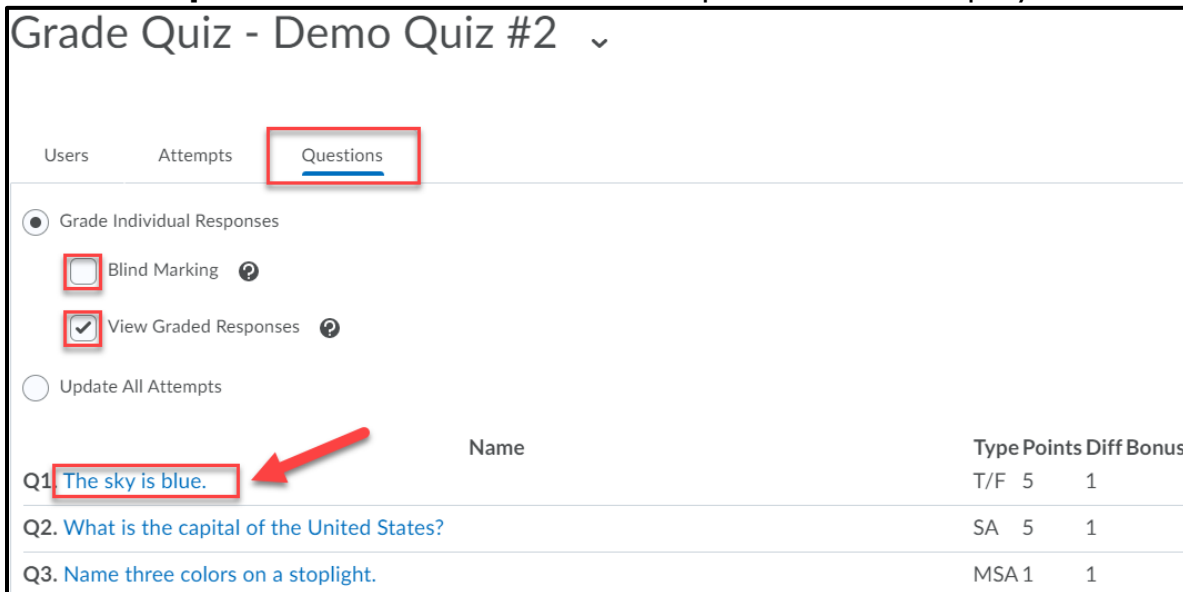 Grade Quiz - Demo Quiz #2
Users Attempts Questions
Grade Individual Responses
Blind Marking ?
View Graded Responses ?
Update All Attempts
Name Type Points Diff Bonus
Q1. The sky is blue. T/F 5 1
Q2. What is the capital of the United States? SA 5 1
Q3. Name three colors on a stoplight. MSA 1 1